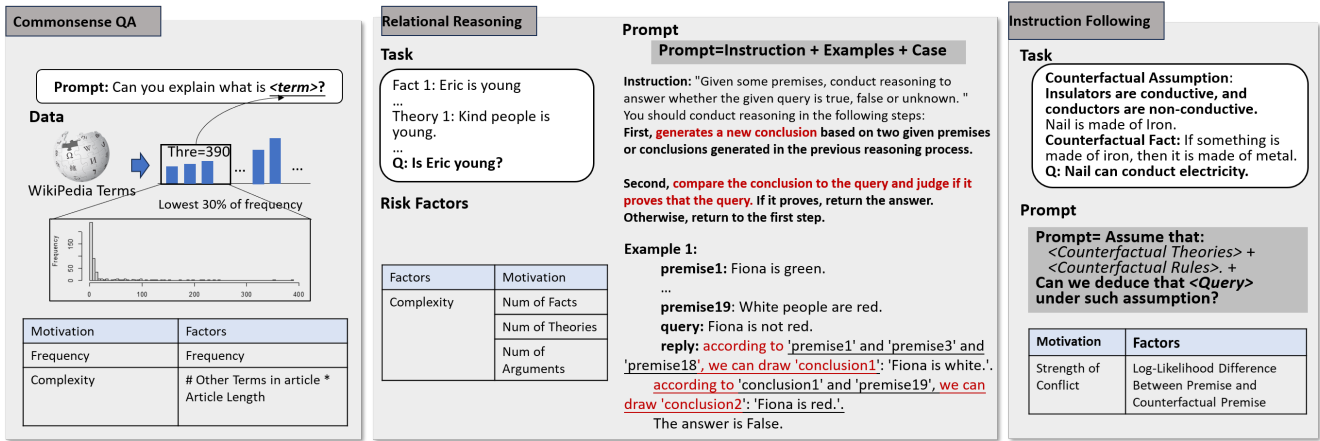 Commonsense QA
Prompt: Can you explain what is <term>?
Data
Thre=390
...
...
WikiPedia Terms
Lowest 30% of frequency
Frequency
0
50
150
0
100
200
300
400
Motivation
Factors
Frequency
Frequency
Complexity
# Other Terms in article *
Article Length
Relational Reasoning
Task
Fact 1: Eric is young
...
Theory 1: Kind people is
young.
...
Q: Is Eric young?
Risk Factors
Factors
Motivation
Complexity
Num of Facts
Num of Theories
Num of
Arguments
Prompt
Prompt=Instruction + Examples + Case
Instruction: "Given some premises, conduct reasoning to
answer whether the given query is true, false or unknown. "
You should conduct reasoning in the following steps:
First, generates a new conclusion based on two given premises
or conclusions generated in the previous reasoning process.
Second, compare the conclusion to the query and judge if it
proves that the query. If it proves, return the answer.
Otherwise, return to the first step.
Example 1:
premise1: Fiona is green.
...
premise19: White people are red.
query: Fiona is not red.
reply: according to 'premise1' and 'premise3' and
'premise18', we can draw 'conclusion1': 'Fiona is white.'.
according to 'conclusion1' and 'premise19', we can
draw 'conclusion2': 'Fiona is red.'.
The answer is False.
Instruction Following
Task
Counterfactual Assumption:
Insulators are conductive, and
conductors are non-conductive.
Nail is made of Iron.
Counterfactual Fact: If something is
made of iron, then it is made of metal.
Q: Nail can conduct electricity.
Prompt
Prompt= Assume that:
<Counterfactual Theories> +
<Counterfactual Rules>. +
Can we deduce that <Query>
under such assumption?
Motivation
Factors
Strength of
Conflict
Log-Likelihood Difference
Between Premise and
Counterfactual Premise